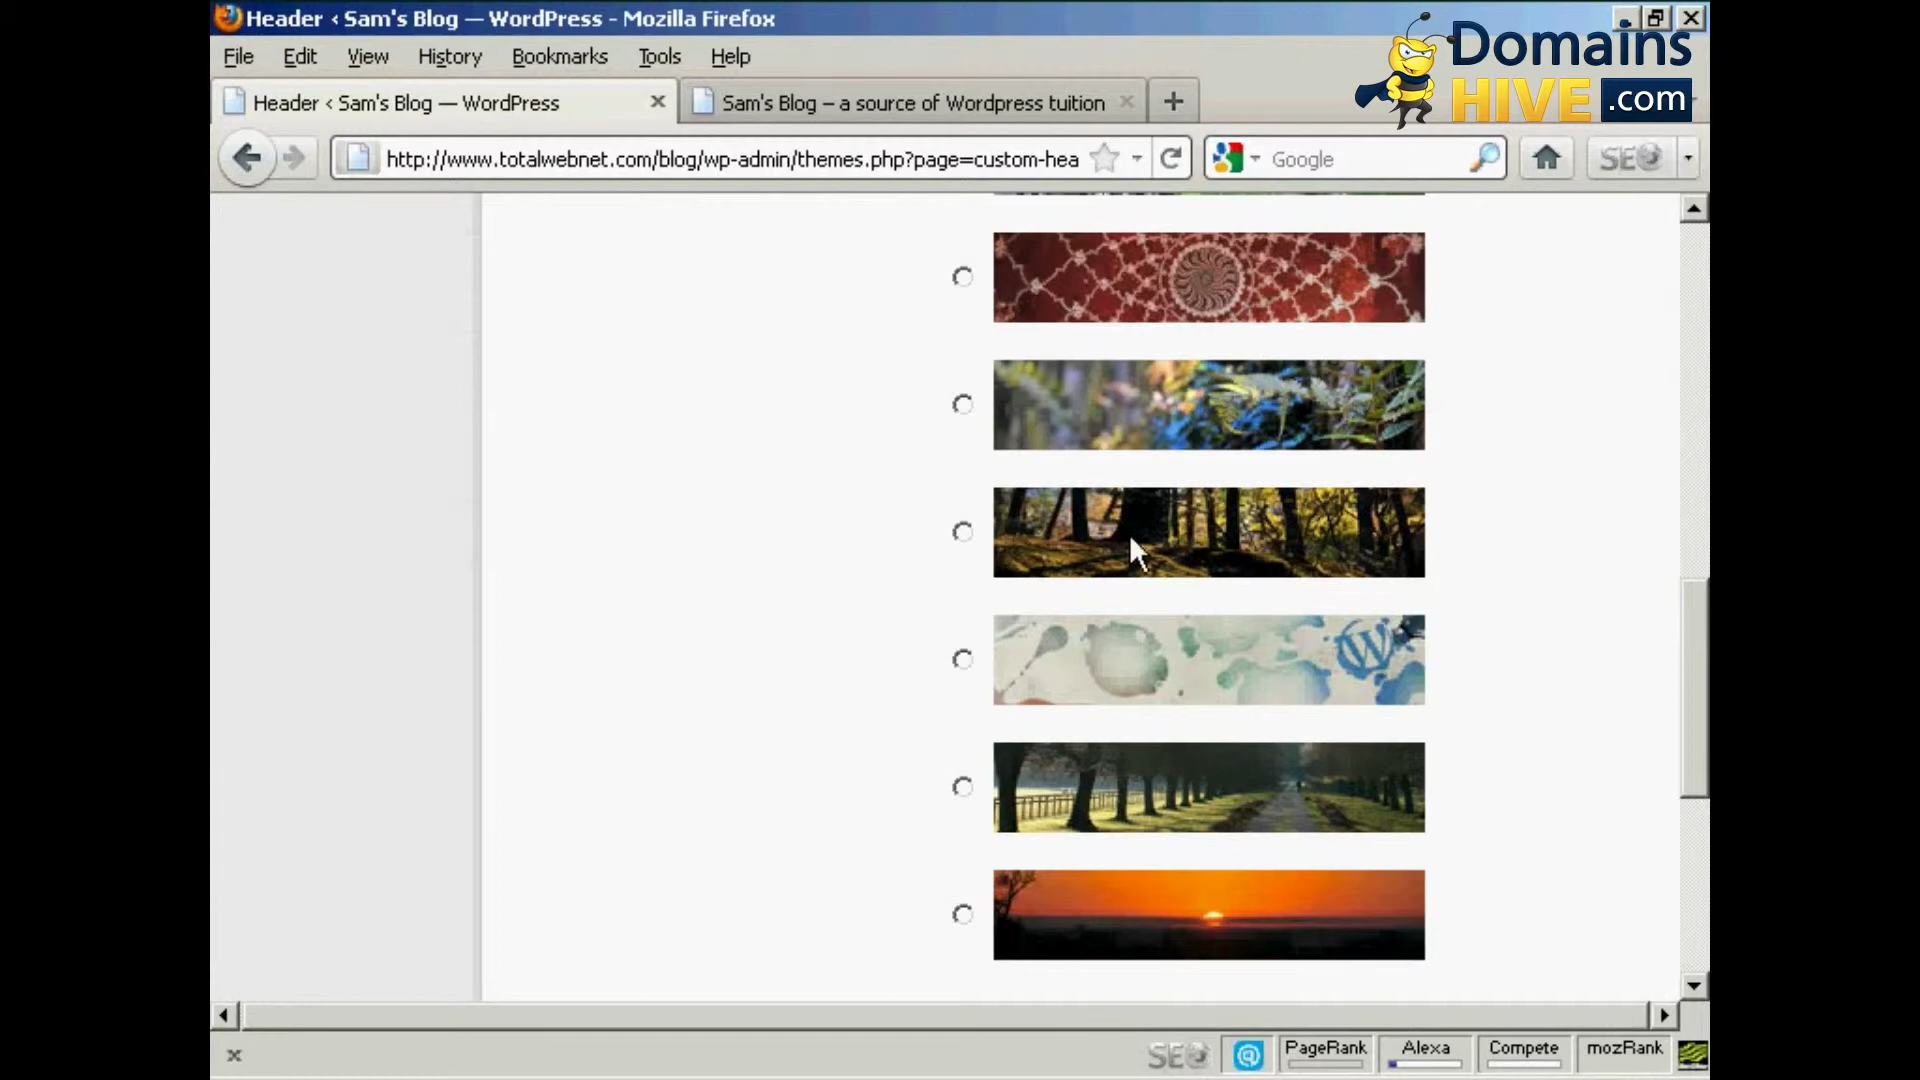 Header ‹ Sam's Blog — WordPress - Mozilla Firefox
Domains
HIVE.com
File Edit View History Bookmarks Tools Help
Header ‹ Sam's Blog — WordPress
Sam's Blog – a source of Wordpress tuition
http://www.totalwebnet.com/blog/wp-admin/themes.php?page=custom-hea
Google
SEO
W
SEO
PageRank
Alexa
Compete
mozRank